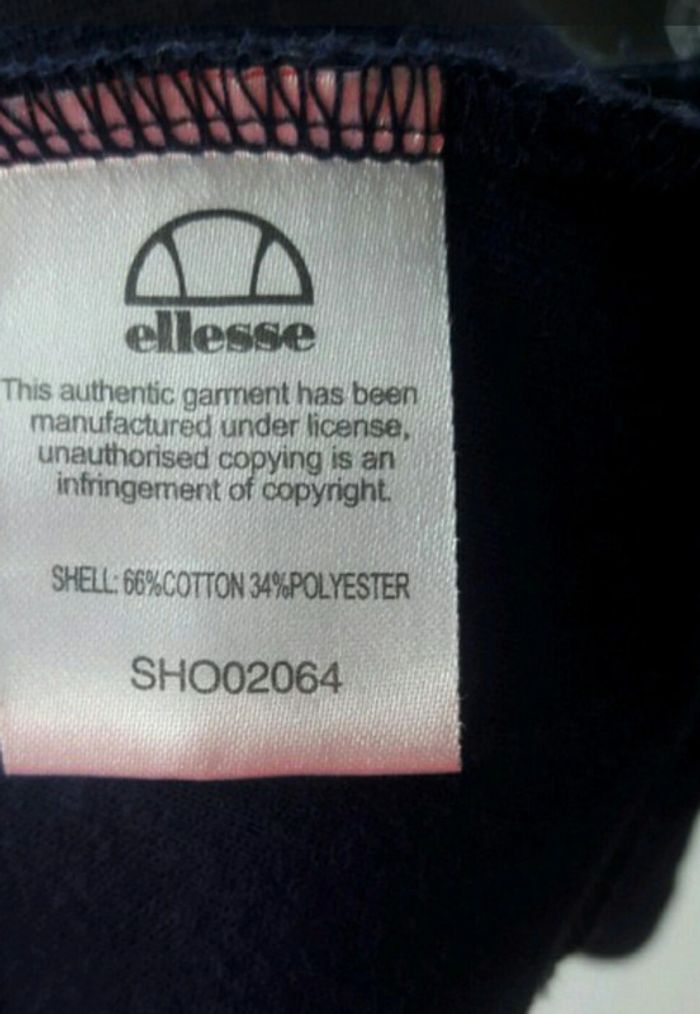 ellesse
This authentic garment has been
manufactured under license,
unauthorised copying is an
infringement of copyright.
SHELL: 66%COTTON 34%POLYESTER
SHO02064